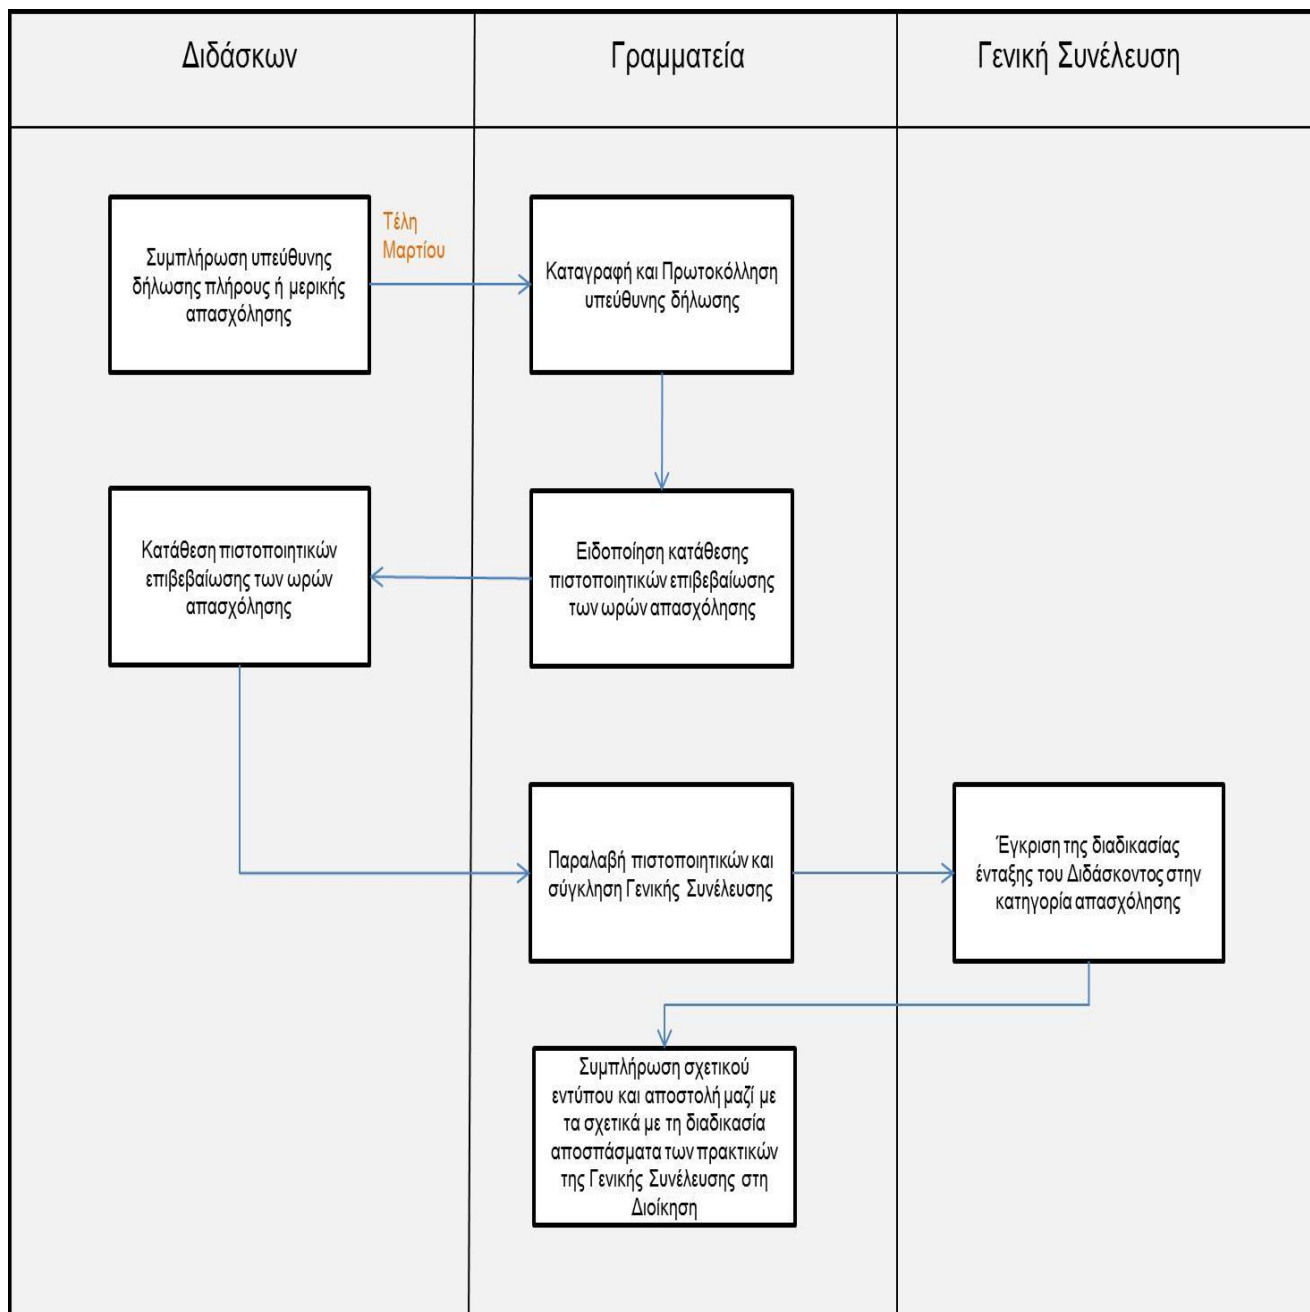 Διδάσκων
Γραμματεία
Γενική Συνέλευση
Συμπλήρωση υπεύθυνης
δήλωσης πλήρους ή μερικής
απασχόλησης
Τέλη
Μαρτίου
Καταγραφή και Πρωτοκόλληση
υπεύθυνης δήλωσης
Κατάθεση πιστοποιητικών
επιβεβαίωσης των ωρών
απασχόλησης
Ειδοποίηση κατάθεσης
πιστοποιητικών επιβεβαίωσης
των ωρών απασχόλησης
Παραλαβή πιστοποιητικών και
σύγκληση Γενικής Συνέλευσης
Έγκριση της διαδικασίας
ένταξης του Διδάσκοντος στην
κατηγορία απασχόλησης
Συμπλήρωση σχετικού
εντύπου και αποστολή μαζί με
τα σχετικά με τη διαδικασία
αποσπάσματα των πρακτικών
της Γενικής Συνέλευσης στη
Διοίκηση